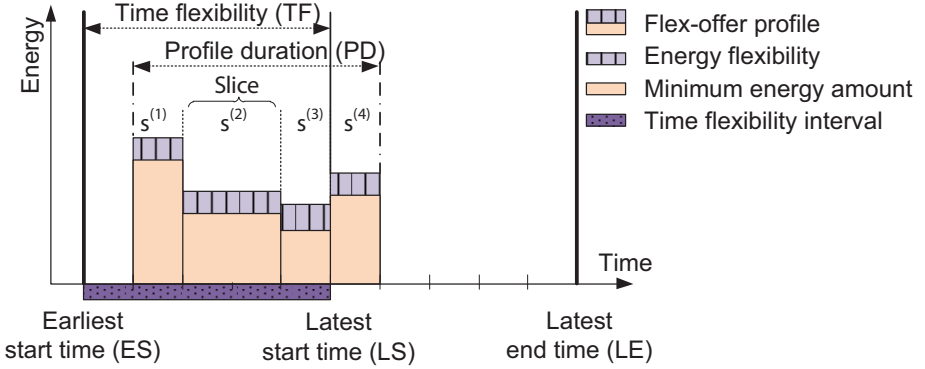 Time flexibility (TF)
Profile duration (PD)
Slice
s(1)
s(2)
s(3)
s(4)
Energy
Time
Earliest
start time (ES)
Latest
start time (LS)
Latest
end time (LE)
Flex-offer profile
Energy flexibility
Minimum energy amount
Time flexibility interval